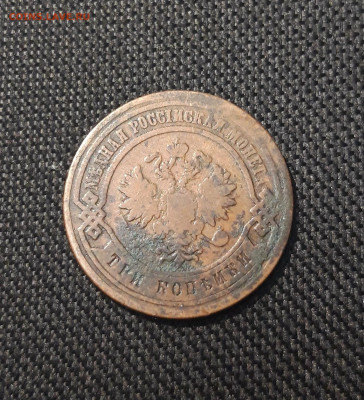 МѢДНАЯ РОССІЙСКАЯ МОНЕТА
ТРИ КОПѢЙКИ